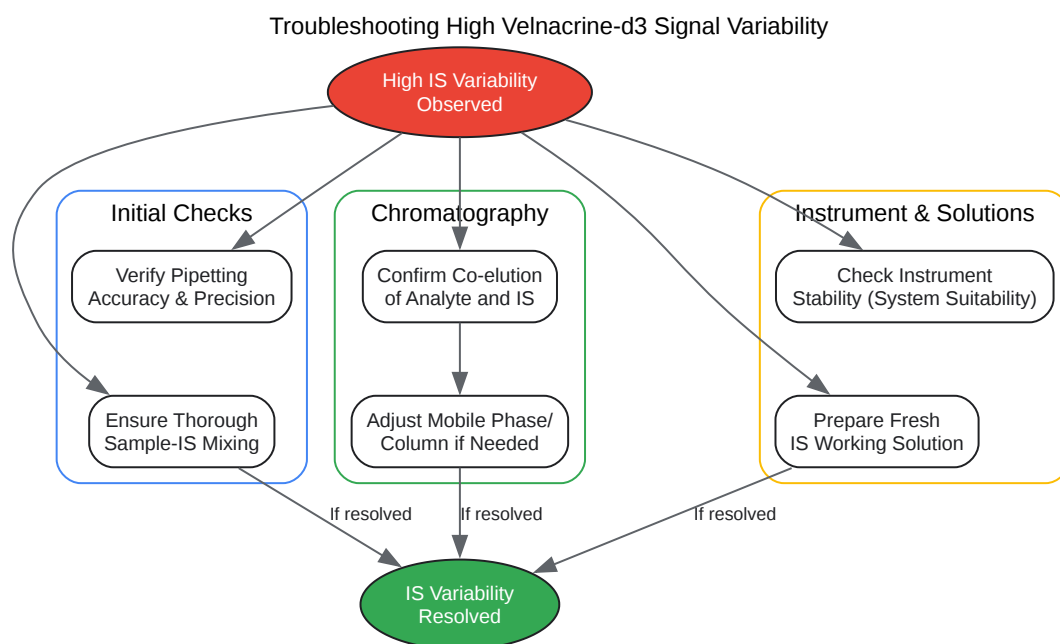 Troubleshooting High Velnacrine-d3 Signal Variability
High IS Variability
Observed
Initial Checks
Chromatography
Instrument & Solutions
Verify Pipetting
Accuracy & Precision
Confirm Co-elution
of Analyte and IS
Check Instrument
Stability (System Suitability)
Ensure Thorough
Sample-IS Mixing
Adjust Mobile Phase/
Column if Needed
Prepare Fresh
IS Working Solution
If resolved
If resolved
If resolved
IS Variability
Resolved